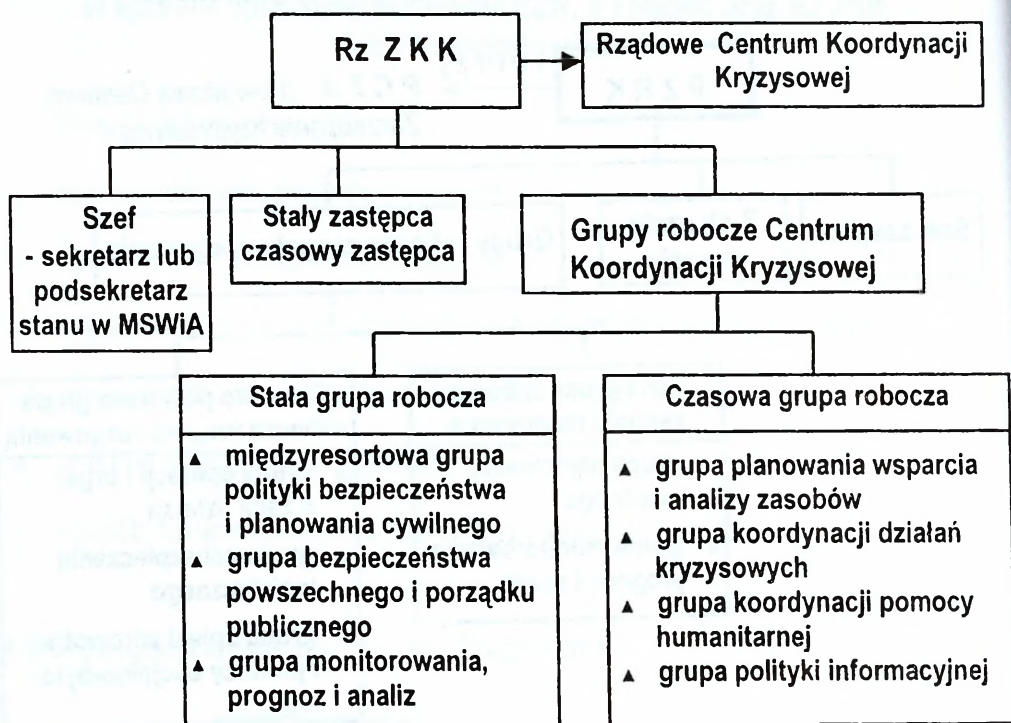 Rz Z K K
Rządowe Centrum Koordynacji
Kryzysowej
Szef
- sekretarz lub
podsekretarz
stanu w MSWiA
Stały zastępca
czasowy zastępca
Grupy robocze Centrum
Koordynacji Kryzysowej
Stała grupa robocza
▲ międzyresortowa grupa
polityki bezpieczeństwa
i planowania cywilnego
▲ grupa bezpieczeństwa
powszechnego i porządku
publicznego
▲ grupa monitorowania,
prognoz i analiz
Czasowa grupa robocza
▲ grupa planowania wsparcia
i analizy zasobów
▲ grupa koordynacji działań
kryzysowych
▲ grupa koordynacji pomocy
humanitarnej
▲ grupa polityki informacyjnej